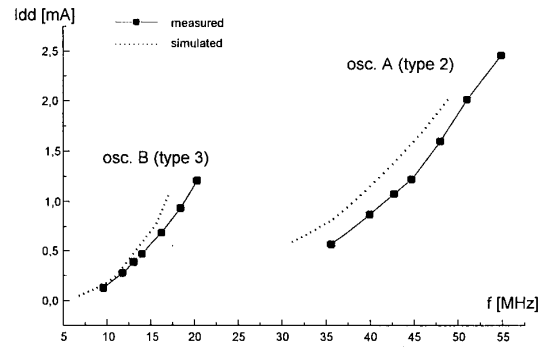 Idd [mA]
measured
simulated
2,5
osc. A (type 2)
2,0
1,5
osc. B (type 3)
1,0
0,5
0,0
f [MHz]
5 10 15 20 25 30 35 40 45 50 55